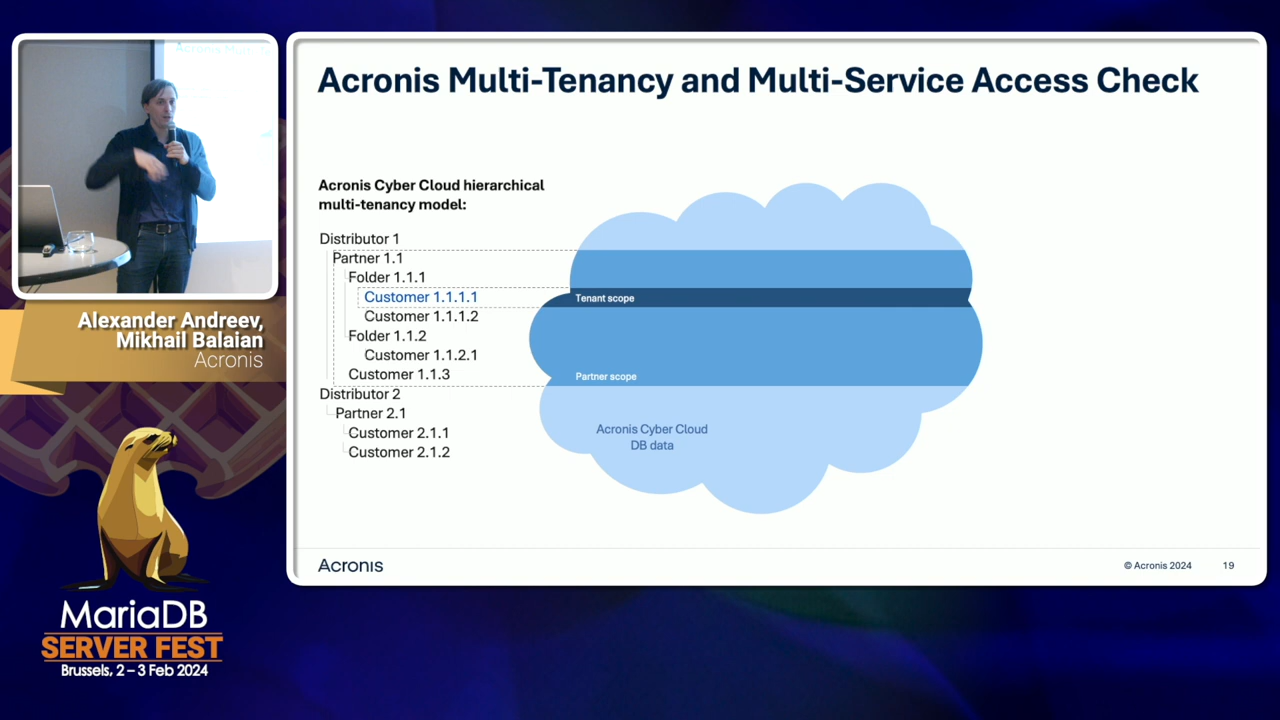 Acronis Multi-Tenancy and Multi-Service Access Check
Acronis Cyber Cloud hierarchical
multi-tenancy model:
Distributor 1
Partner 1.1
Folder 1.1.1
Customer 1.1.1.1
Customer 1.1.1.2
Folder 1.1.2
Customer 1.1.2.1
Customer 1.1.3
Distributor 2
Partner 2.1
Customer 2.1.1
Customer 2.1.2
Tenant scope
Partner scope
Acronis Cyber Cloud
DB data
Acronis
© Acronis 2024
19
Alexander Andreev,
Mikhail Balaian
Acronis
MariaDB
SERVER FEST
Brussels, 2 – 3 Feb 2024